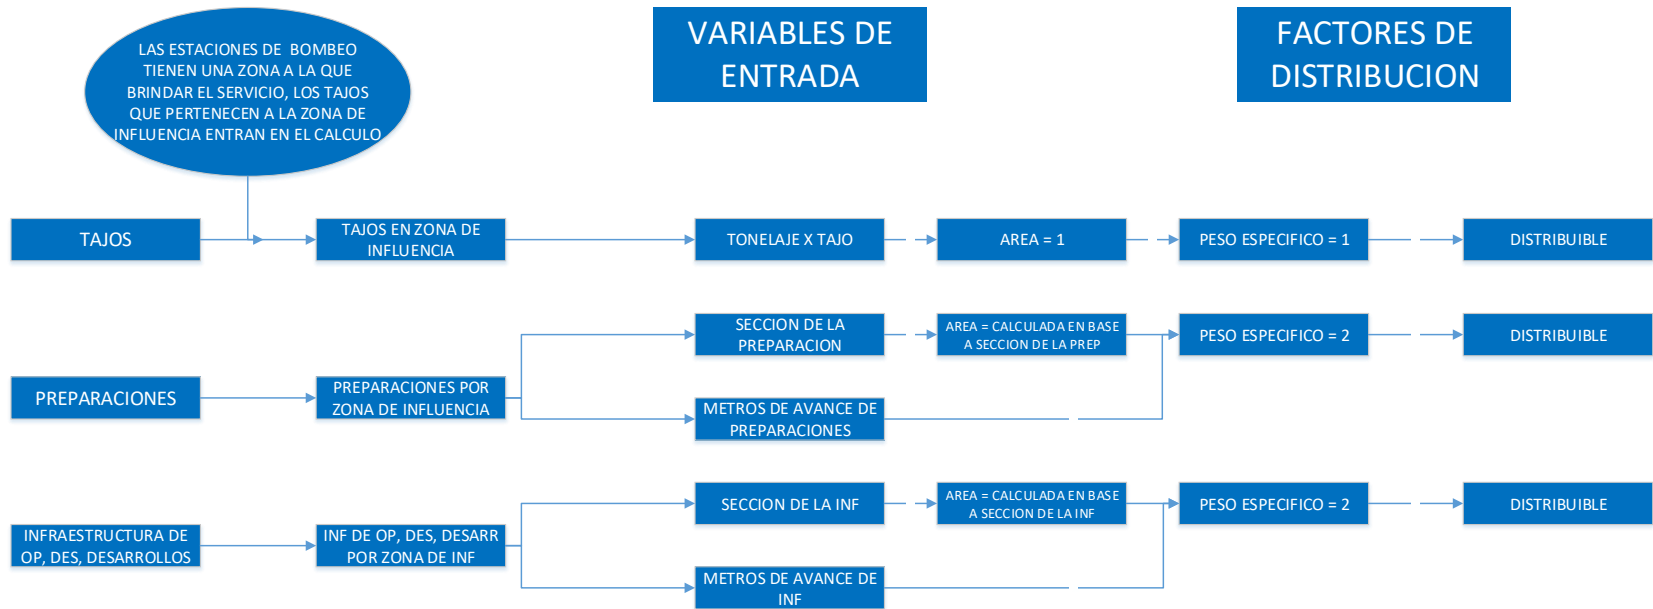 LAS ESTACIONES DE BOMBEO
TIENEN UNA ZONA A LA QUE
BRINDAR EL SERVICIO, LOS TAJOS
QUE PERTENECEN A LA ZONA DE
INFLUENCIA ENTRAN EN EL CALCULO
VARIABLES DE
ENTRADA
FACTORES DE
DISTRIBUCION
TAJOS
TAJOS EN ZONA DE
INFLUENCIA
TONELAJE X TAJO
AREA = 1
PESO ESPECIFICO = 1
DISTRIBUIBLE
PREPARACIONES
PREPARACIONES POR
ZONA DE INFLUENCIA
SECCION DE LA
PREPARACION
AREA = CALCULADA EN BASE
A SECCION DE LA PREP
PESO ESPECIFICO = 2
DISTRIBUIBLE
METROS DE AVANCE DE
PREPARACIONES
INFRAESTRUCTURA DE
OP, DES, DESARROLLOS
INF DE OP, DES, DESARR
POR ZONA DE INF
SECCION DE LA INF
AREA = CALCULADA EN BASE
A SECCION DE LA INF
PESO ESPECIFICO = 2
DISTRIBUIBLE
METROS DE AVANCE DE
INF